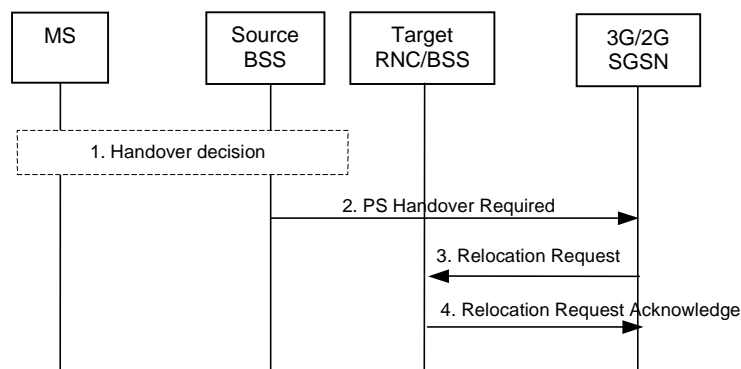 MS
Source
BSS
Target
RNC/BSS
3G/2G
SGSN
1. Handover decision
2. PS Handover Required
3. Relocation Request
4. Relocation Request Acknowledge